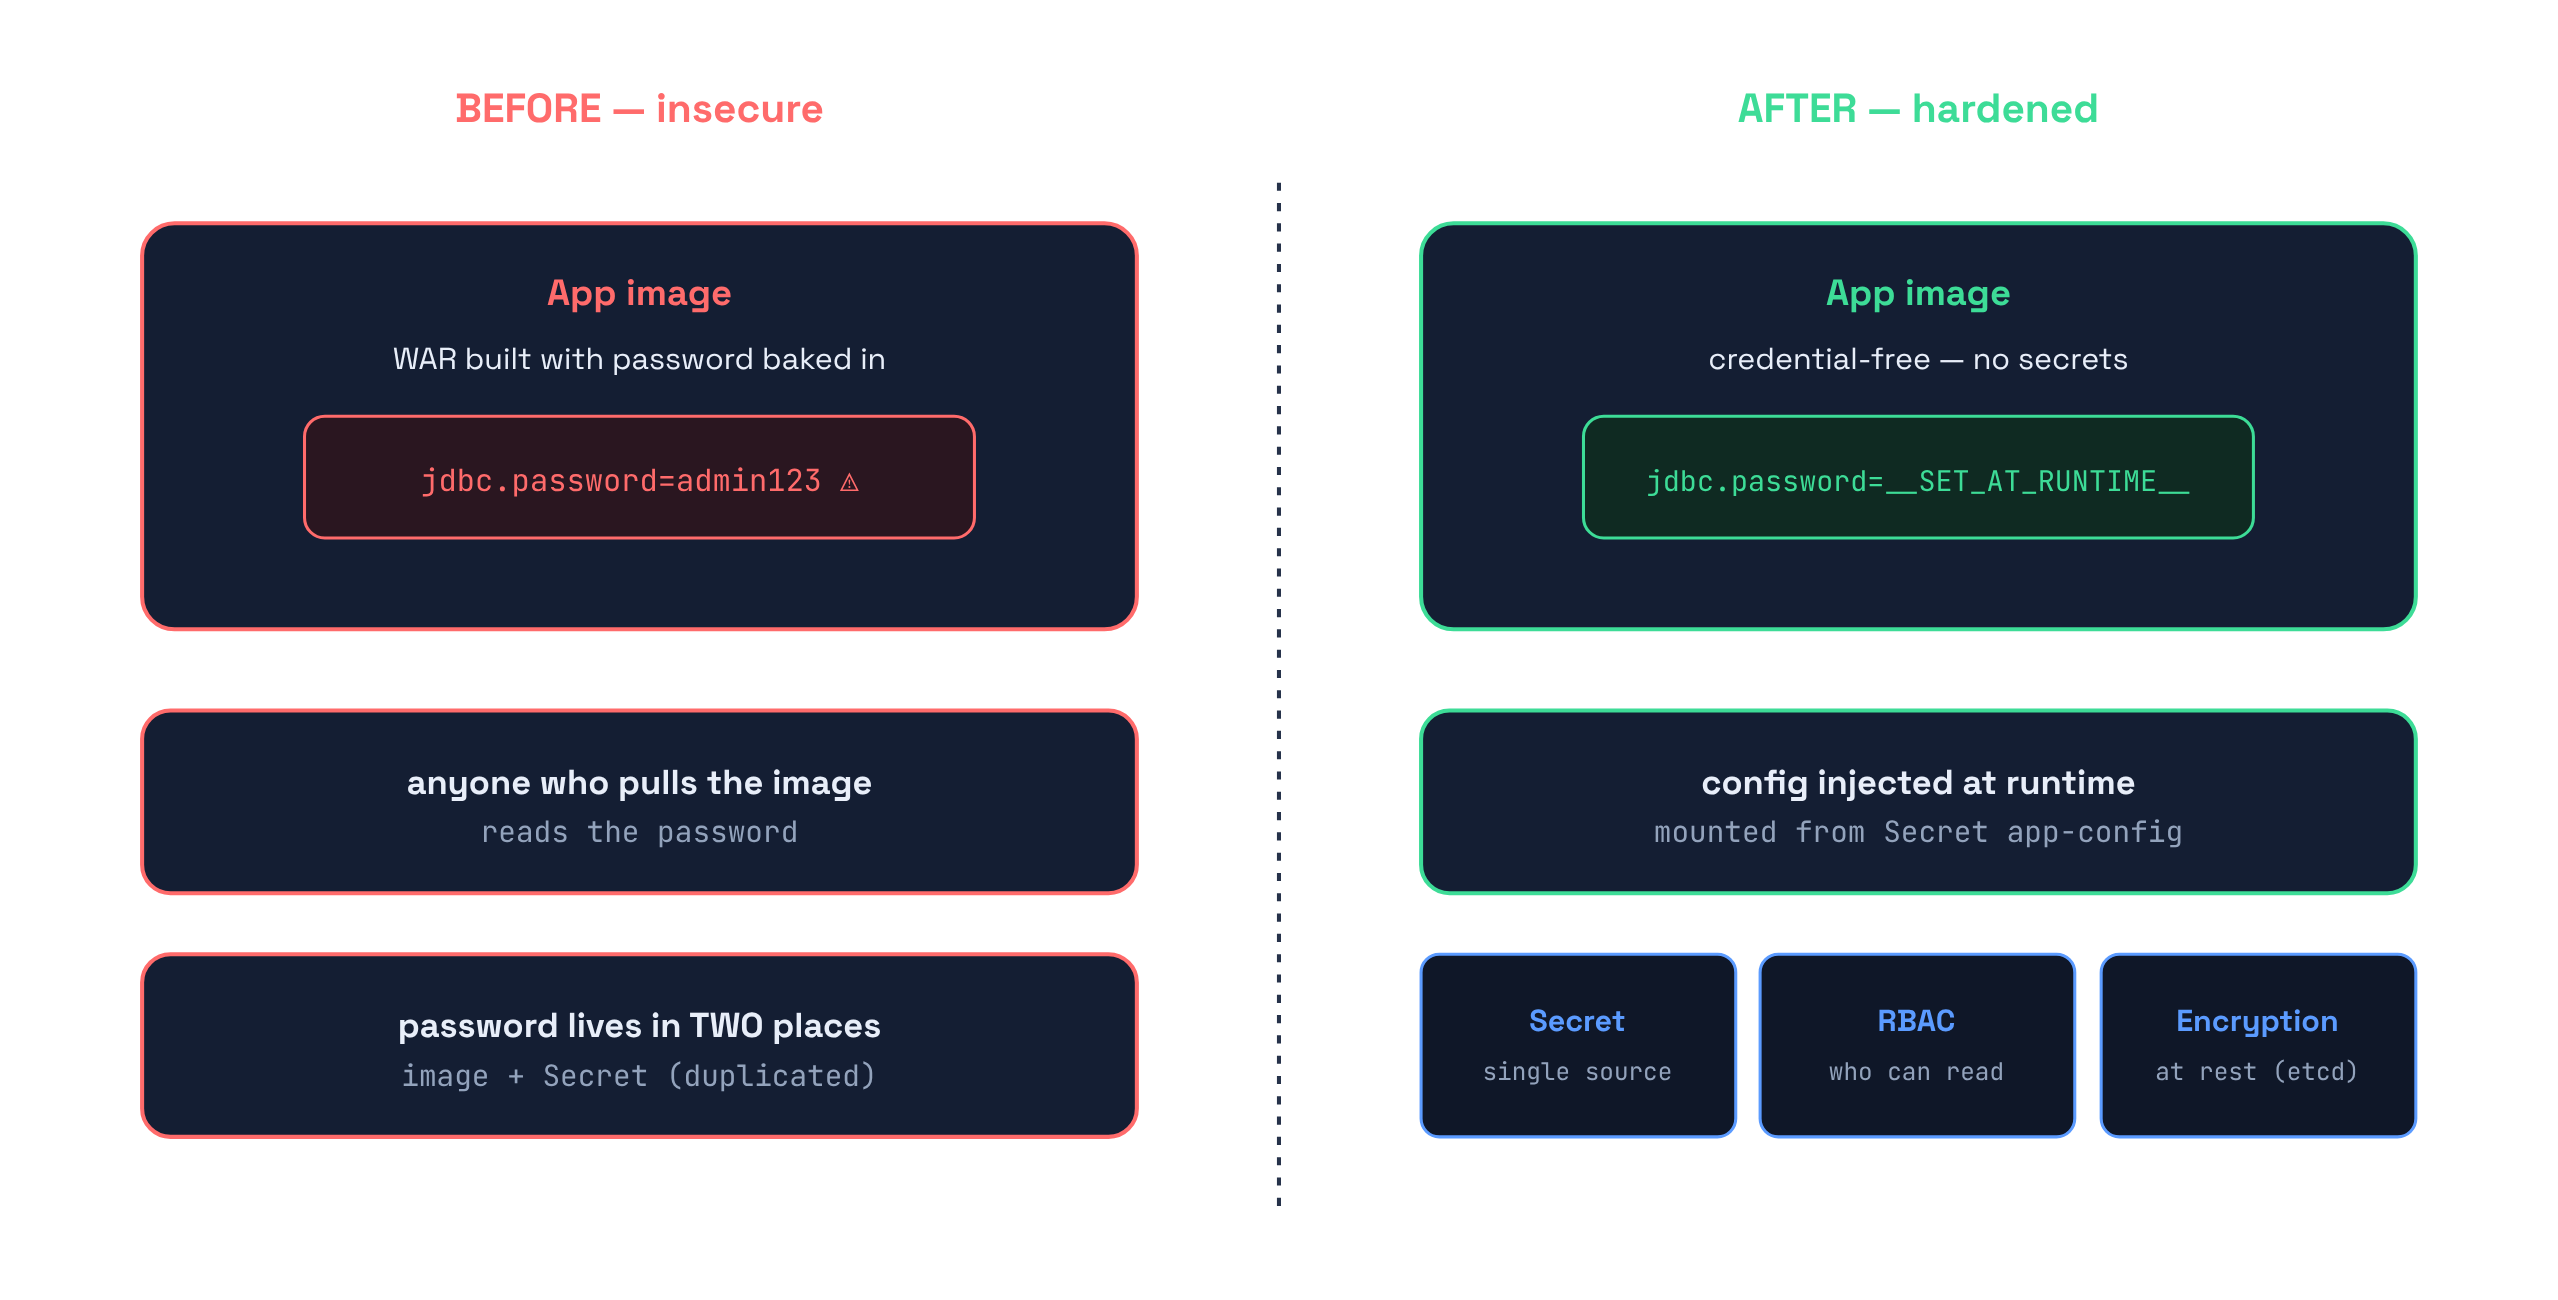 BEFORE — insecure
App image
WAR built with password baked in
jdbc.password=admin123 ⚠
anyone who pulls the image
reads the password
password lives in TWO places
image + Secret (duplicated)
AFTER — hardened
App image
credential-free — no secrets
jdbc.password=__SET_AT_RUNTIME__
config injected at runtime
mounted from Secret app-config
Secret
single source
RBAC
who can read
Encryption
at rest (etcd)